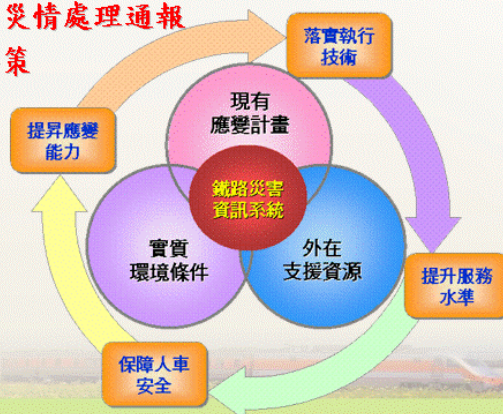 災情處理通報
策
落實執行
技術
現有
應變計畫
提昇應變
能力
鐵路災害
資訊系統
實質
環境條件
外在
支援資源
提升服務
水準
保障人車
安全